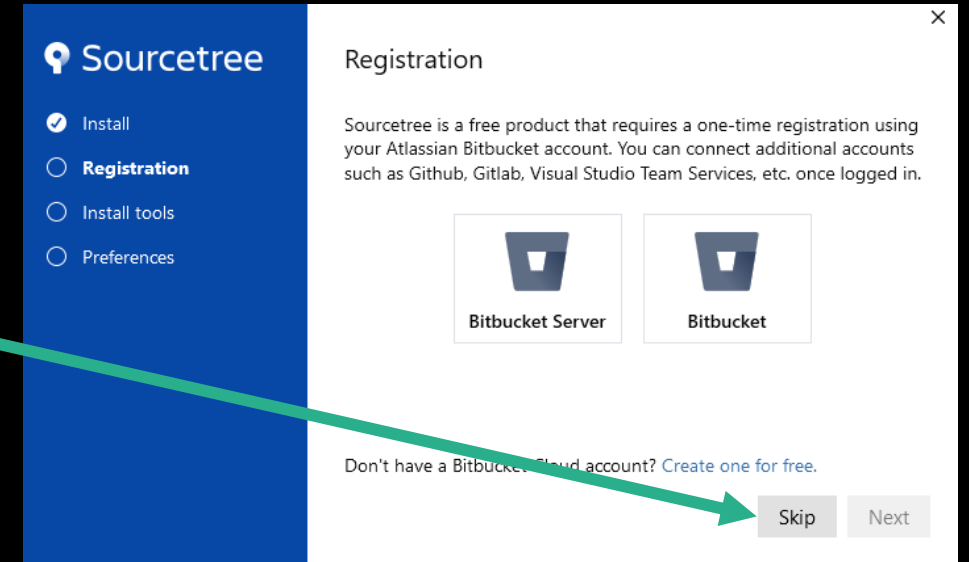 Sourcetree
Install
Registration
Install tools
Preferences
Registration
Sourcetree is a free product that requires a one-time registration using
your Atlassian Bitbucket account. You can connect additional accounts
such as Github, Gitlab, Visual Studio Team Services, etc. once logged in.
Bitbucket Server
Bitbucket
Don't have a Bitbucket Cloud account? Create one for free.
Skip
Next